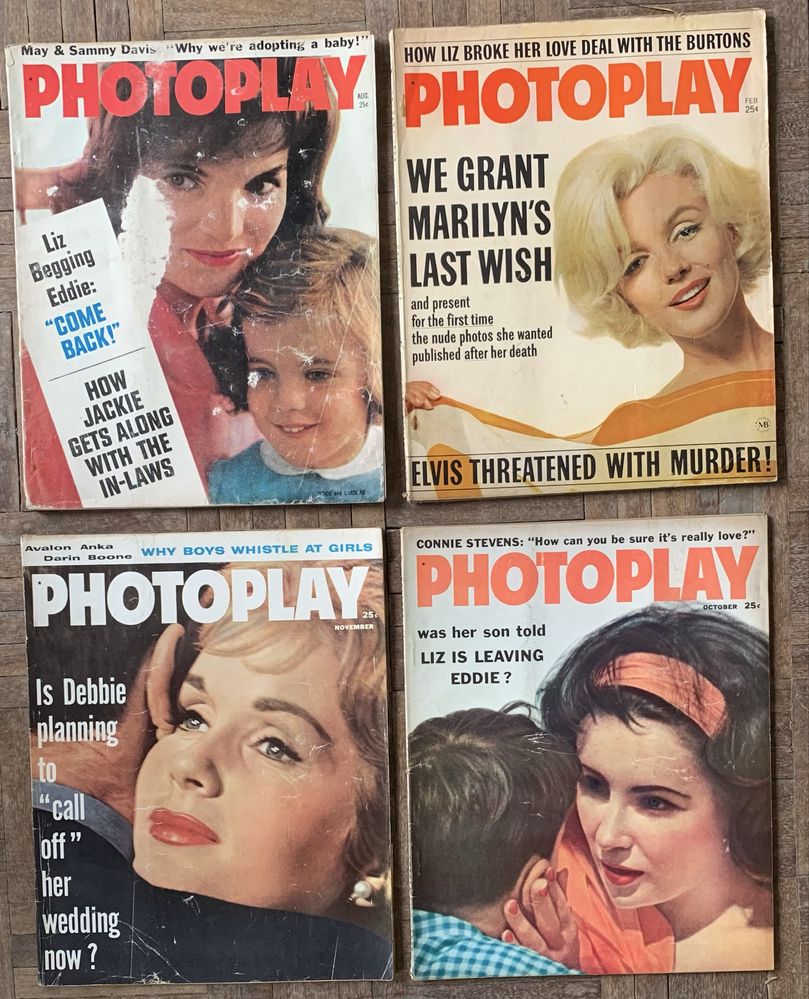 May & Sammy Davis "Why we're adopting a baby!"
PHOTOPLAY
AUG.
25¢
Liz
Begging
Eddie:
"COME
BACK!"
HOW
JACKIE
GETS ALONG
WITH THE
IN-LAWS
JACKIE and CAROLINE
HOW LIZ BROKE HER LOVE DEAL WITH THE BURTONS
PHOTOPLAY
FEB
25¢
WE GRANT
MARILYN'S
LAST WISH
and present
for the first time
the nude photos she wanted
published after her death
MB
ELVIS THREATENED WITH MURDER!
Avalon Anka
Darin Boone
WHY BOYS WHISTLE AT GIRLS
PHOTOPLAY
25¢
NOVEMBER
Is Debbie
planning
to
"call
off"
her
wedding
now?
CONNIE STEVENS: "How can you be sure it's really love?"
PHOTOPLAY
OCTOBER 25¢
was her son told
LIZ IS LEAVING
EDDIE?